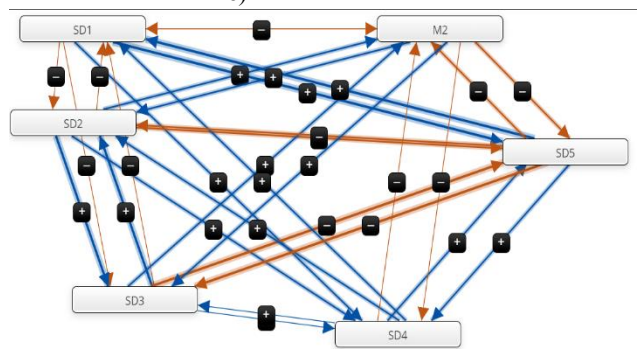 SD1 − M2
− − + +
+ + − −
SD2
−
SD5
− − + +
+ + − −
+ +
+ + − −
+ +
SD3
+
SD4